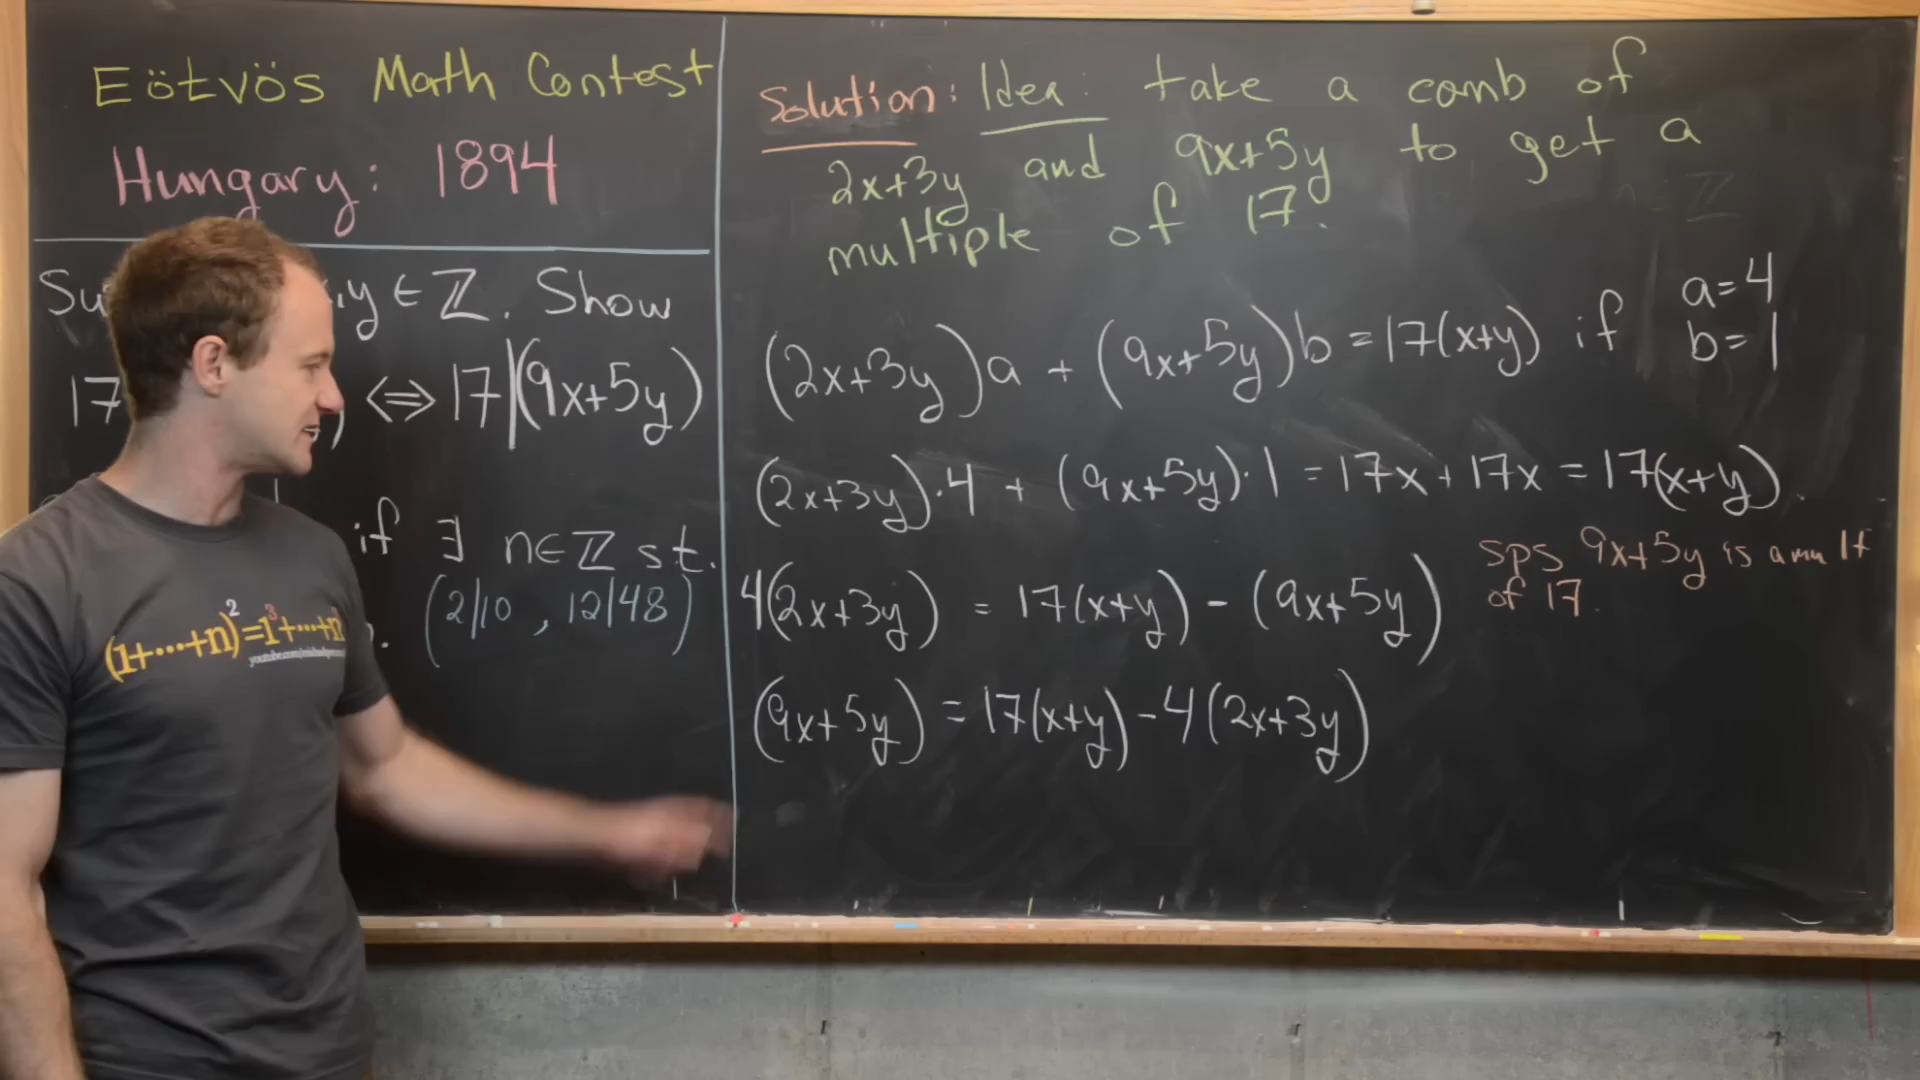 Eötvös Math Contest
Hungary: 1894
,y ∈ ℤ. Show
17 ) ⟺ 17|(9x+5y)
if ∃ n∈ℤ s.t.
(2|10 , 12|48)
Solution: Idea: take a comb of
2x+3y and 9x+5y to get a
multiple of 17.
(2x+3y)a + (9x+5y)b = 17(x+y) if a=4
b=1
(2x+3y)·4 + (9x+5y)·1 = 17x + 17x = 17(x+y).
4(2x+3y) = 17(x+y) - (9x+5y)
sps 9x+5y is a mult
of 17.
(9x+5y) = 17(x+y) - 4(2x+3y)
(1+···+n)²=1³+···+n